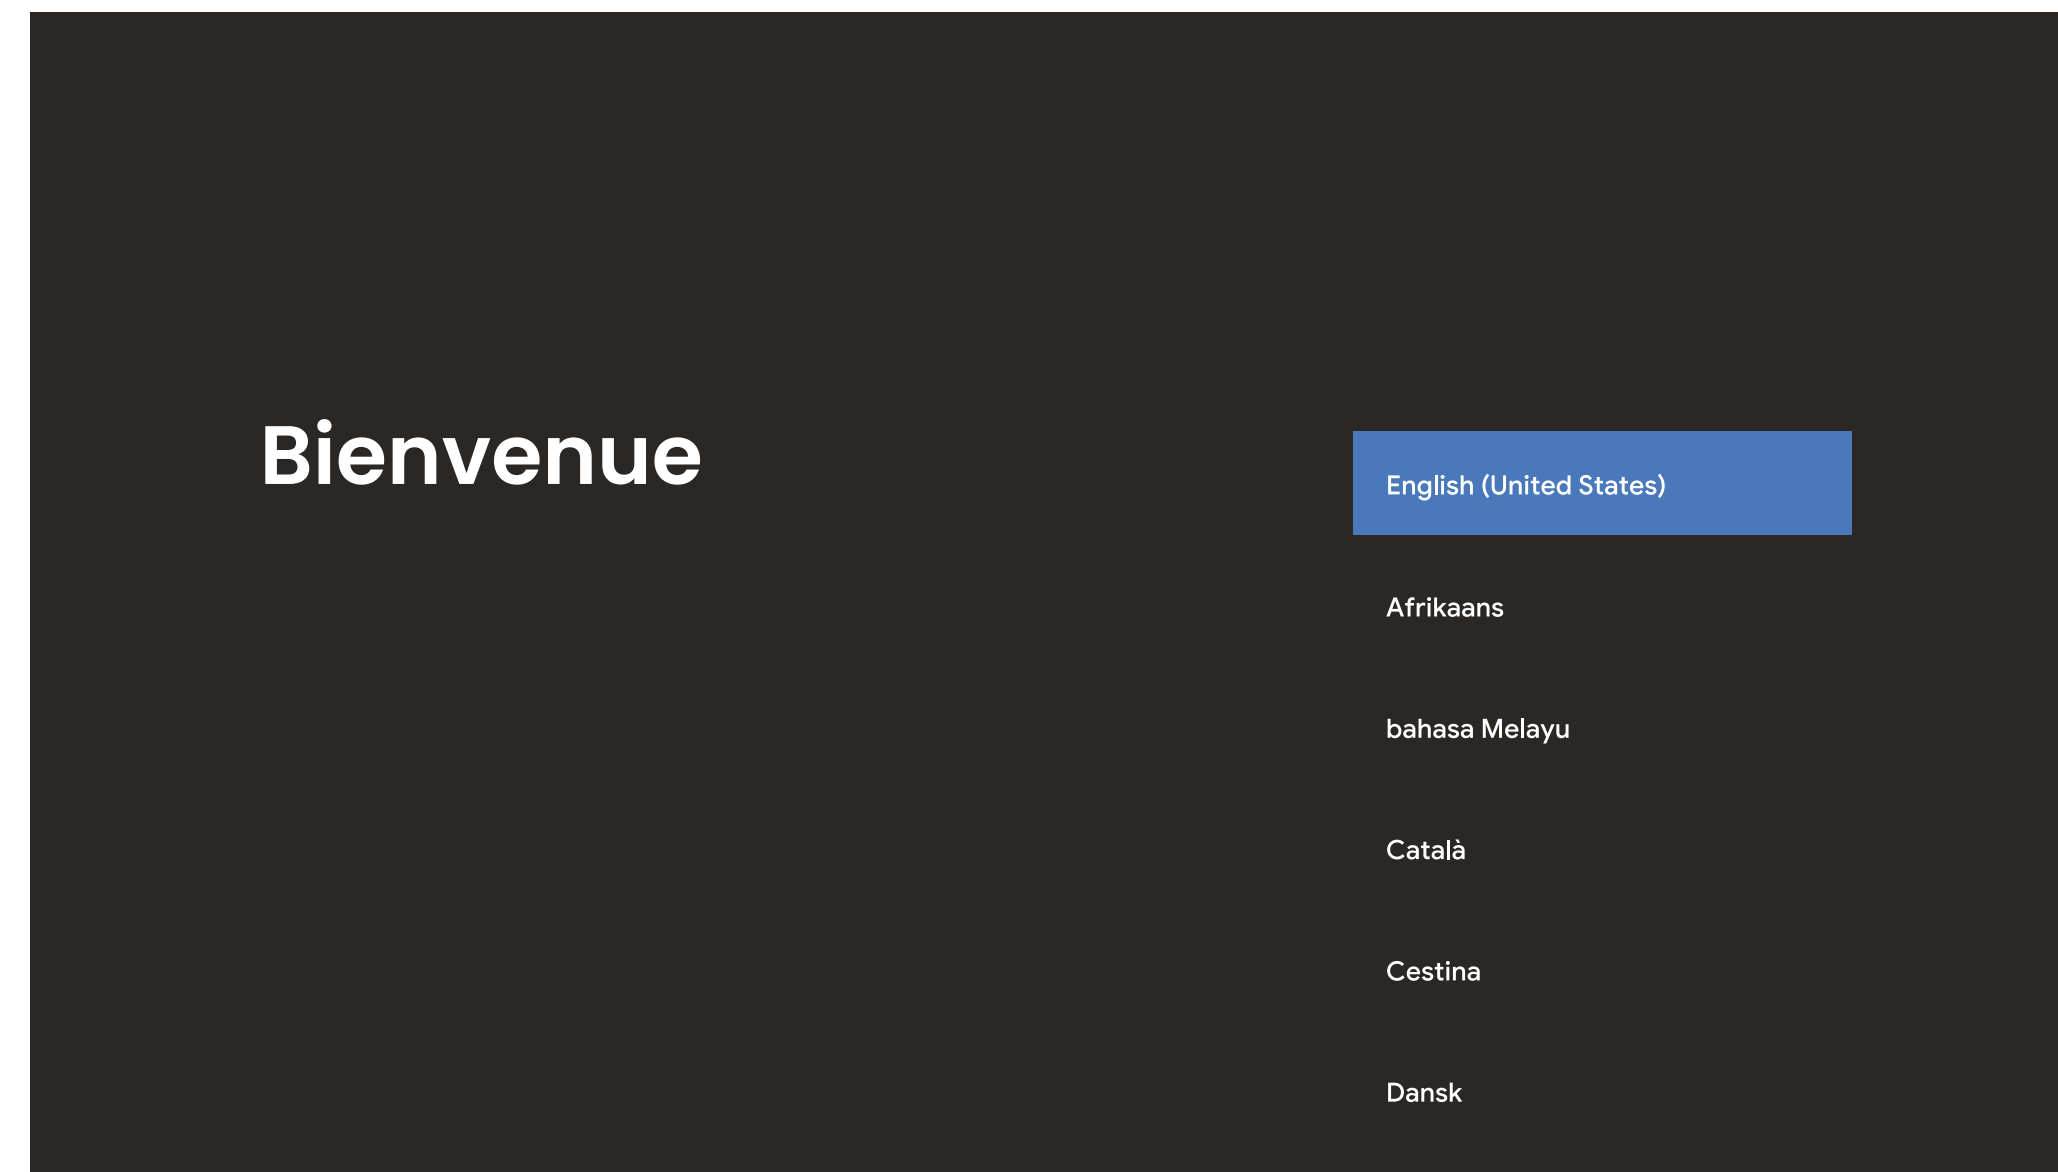 Bienvenue
English (United States)
Afrikaans
bahasa Melayu
Català
Cestina
Dansk